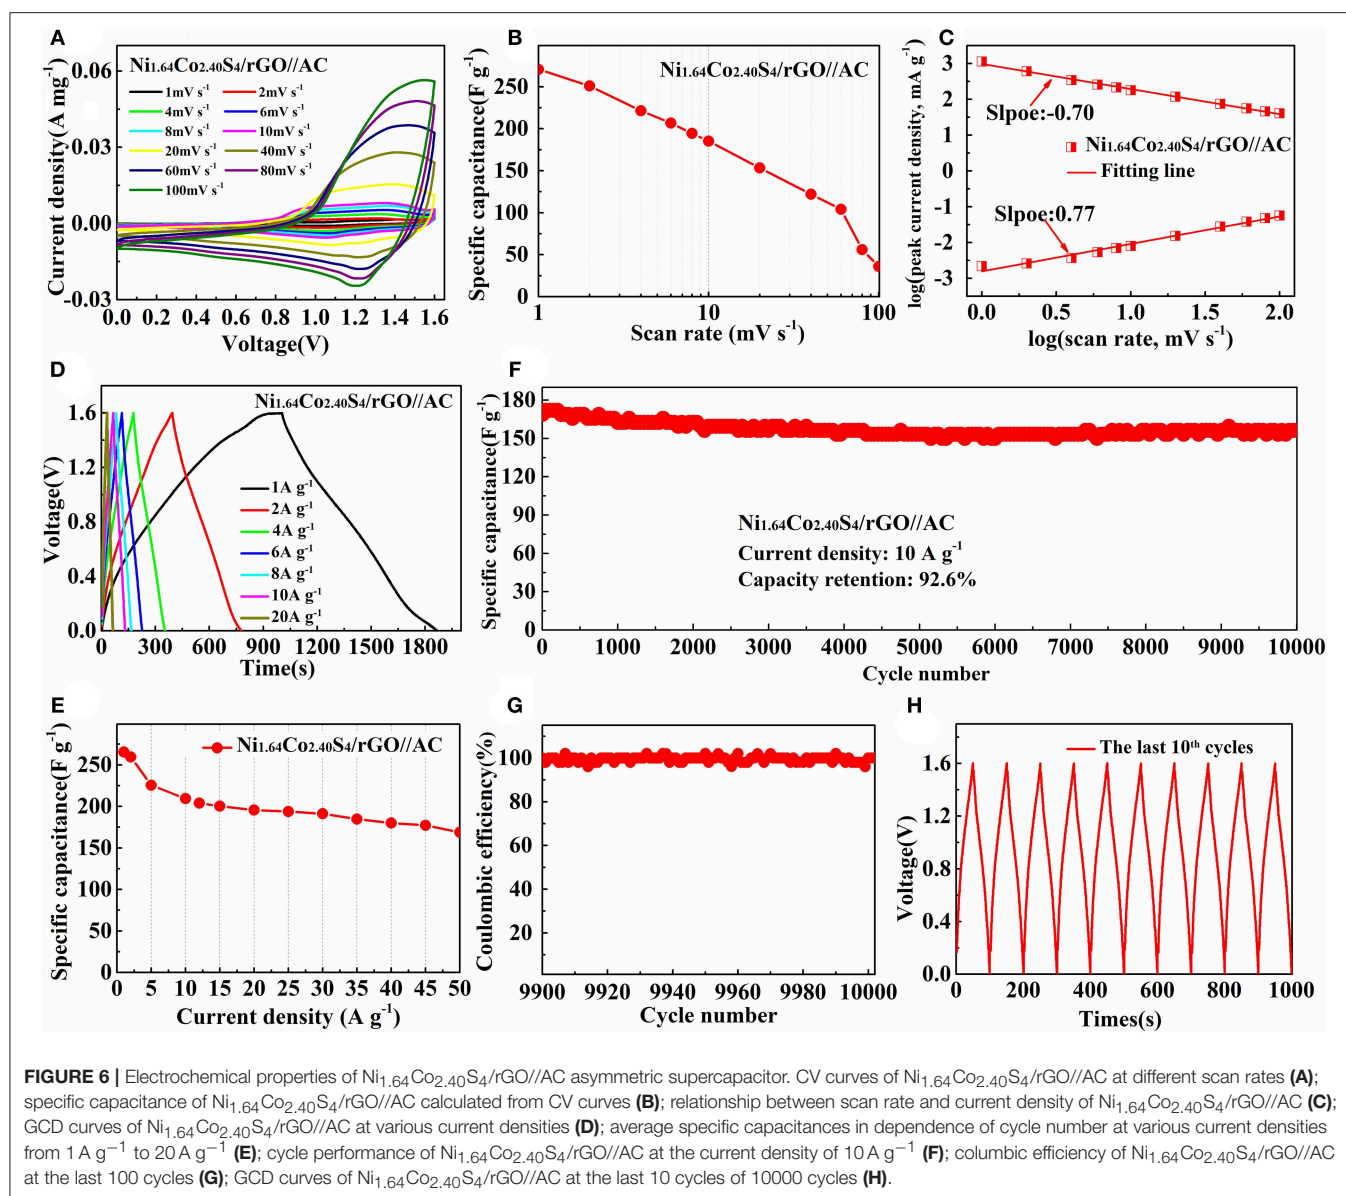 A
Ni1.64Co2.40S4/rGO//AC
1mV s-1
2mV s-1
4mV s-1
6mV s-1
8mV s-1
10mV s-1
20mV s-1
40mV s-1
60mV s-1
80mV s-1
100mV s-1
0.06
0.03
0.00
-0.03
Current density(A mg-1)
0.0 0.2 0.4 0.6 0.8 1.0 1.2 1.4 1.6
Voltage(V)
B
Ni1.64Co2.40S4/rGO//AC
250
200
150
100
50
0
Specific capacitance(F g-1)
1 10 100
Scan rate (mV s-1)
C
3
2
1
0
-1
-2
-3
log(peak current density, mA g-1)
Slpoe:-0.70
Ni1.64Co2.40S4/rGO//AC
Fitting line
Slpoe:0.77
0.0 0.5 1.0 1.5 2.0
log(scan rate, mV s-1)
D
Ni1.64Co2.40S4/rGO//AC
2.0
1.6
1.2
0.8
0.4
0.0
Voltage(V)
1A g-1
2A g-1
4A g-1
6A g-1
8A g-1
10A g-1
20A g-1
0 300 600 900 1200 1500 1800
Time(s)
F
180
150
120
90
60
30
0
Specific capacitance(F g-1)
Ni1.64Co2.40S4/rGO//AC
Current density: 10 A g-1
Capacity retention: 92.6%
0 1000 2000 3000 4000 5000 6000 7000 8000 9000 10000
Cycle number
E
Ni1.64Co2.40S4/rGO//AC
250
200
150
100
50
0
Specific capacitance(F g-1)
0 5 10 15 20 25 30 35 40 45 50
Current density (A g-1)
G
100
80
60
40
20
Coulombic efficiency(%)
9900 9920 9940 9960 9980 10000
Cycle number
H
The last 10th cycles
1.6
1.2
0.8
0.4
0.0
Voltage(V)
0 200 400 600 800 1000
Times(s)
FIGURE 6 | Electrochemical properties of Ni1.64Co2.40S4/rGO//AC asymmetric supercapacitor. CV curves of Ni1.64Co2.40S4/rGO//AC at different scan rates (A);
specific capacitance of Ni1.64Co2.40S4/rGO//AC calculated from CV curves (B); relationship between scan rate and current density of Ni1.64Co2.40S4/rGO//AC (C);
GCD curves of Ni1.64Co2.40S4/rGO//AC at various current densities (D); average specific capacitances in dependence of cycle number at various current densities
from 1 A g−1 to 20 A g−1 (E); cycle performance of Ni1.64Co2.40S4/rGO//AC at the current density of 10 A g−1 (F); columbic efficiency of Ni1.64Co2.40S4/rGO//AC
at the last 100 cycles (G); GCD curves of Ni1.64Co2.40S4/rGO//AC at the last 10 cycles of 10000 cycles (H).